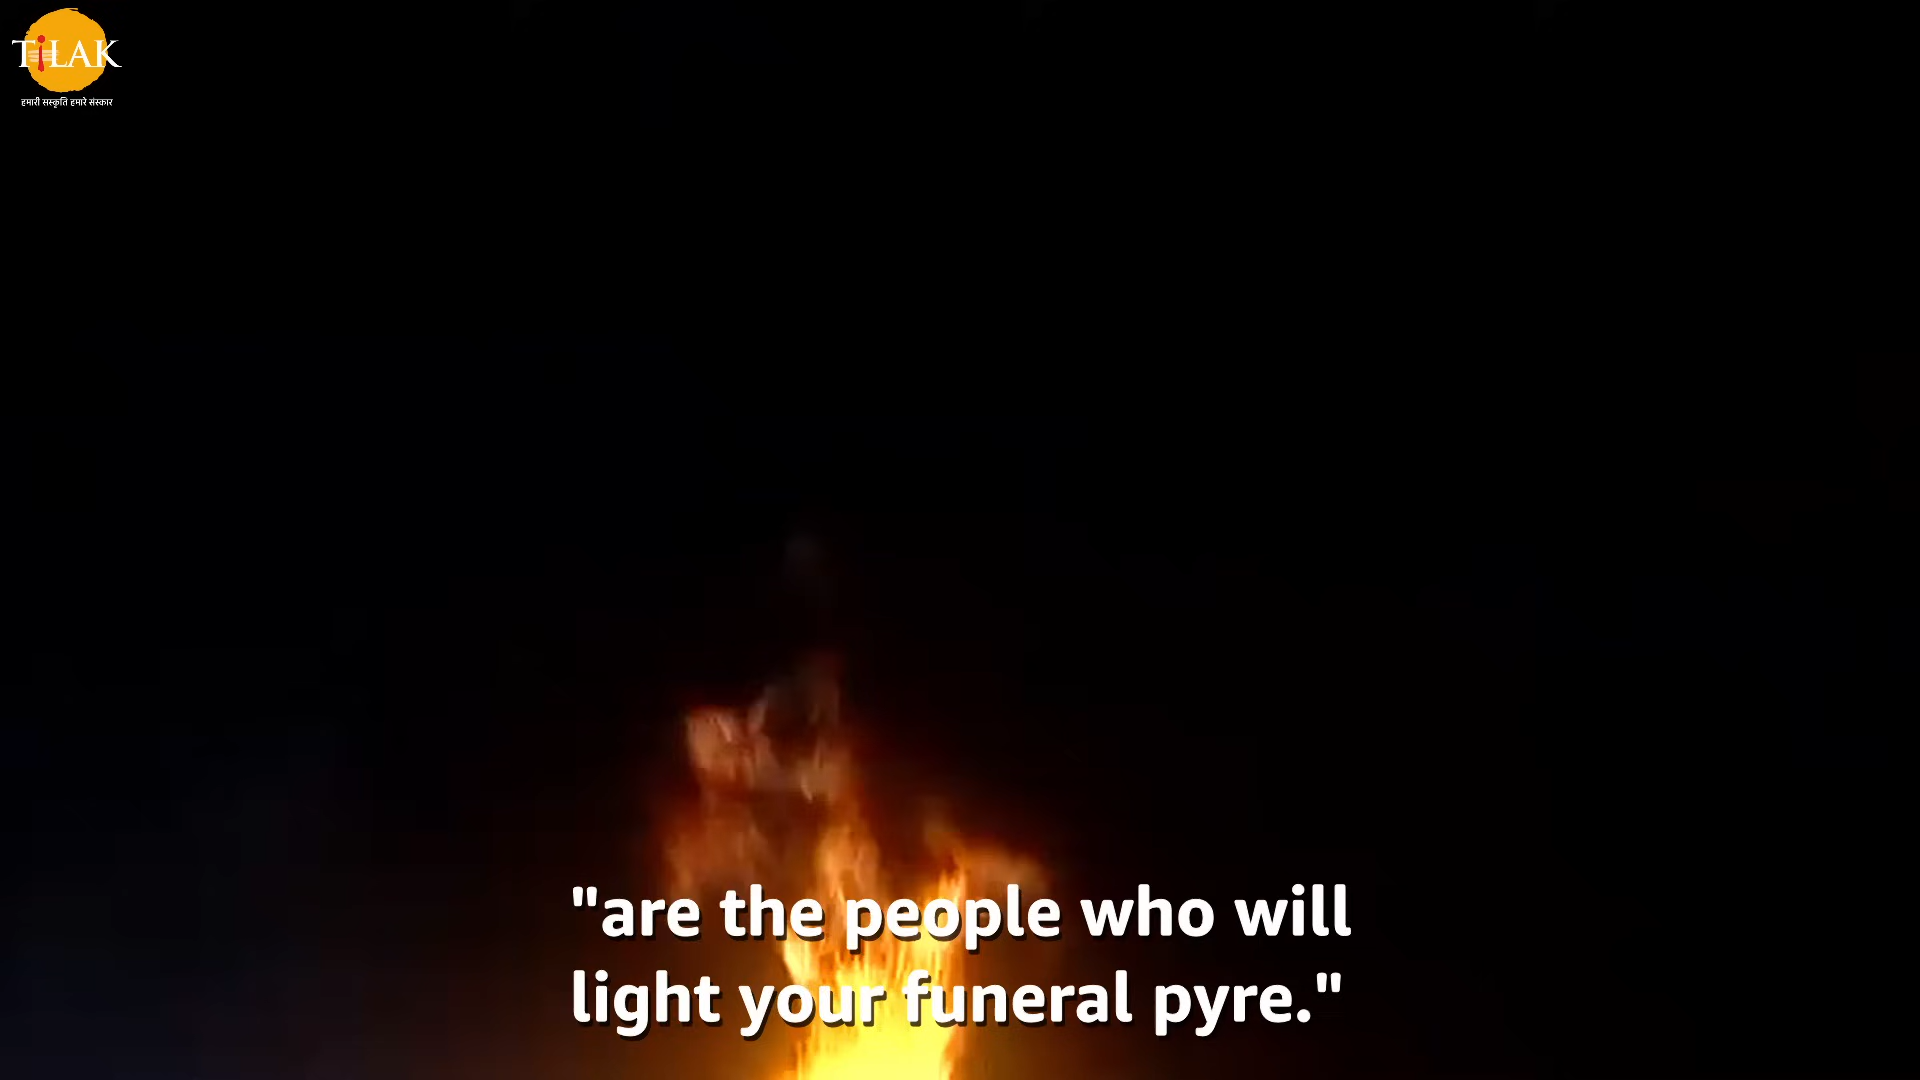 TiLAK
हमारी संस्कृति हमारे संस्कार
"are the people who will
light your funeral pyre."